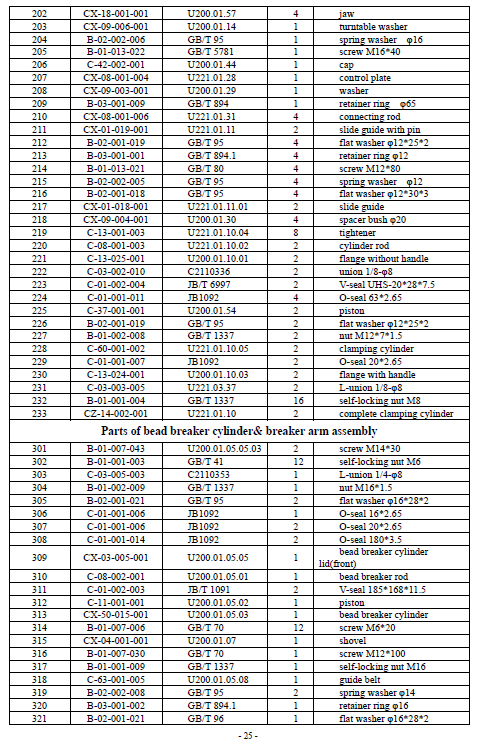 202 CX-18-001-001 U200.01.57 4 jaw
203 CX-09-006-001 U200.01.14 1 turntable washer
204 B-02-002-006 GB/T 95 1 spring washer φ16
205 B-01-013-022 GB/T 5781 1 screw M16*40
206 C-42-002-001 U200.01.44 1 cap
207 CX-08-001-004 U221.01.28 1 control plate
208 CX-09-003-001 U200.01.29 1 washer
209 B-03-001-009 GB/T 894 1 retainer ring φ65
210 CX-08-001-006 U221.01.31 4 connecting rod
211 CX-01-019-001 U221.01.11 2 slide guide with pin
212 B-02-001-019 GB/T 95 4 flat washer φ12*25*2
213 B-03-001-001 GB/T 894.1 4 retainer ring φ12
214 B-01-013-021 GB/T 80 4 screw M12*80
215 B-02-002-005 GB/T 95 4 spring washer φ12
216 B-02-001-018 GB/T 95 4 flat washer φ12*30*3
217 CX-01-018-001 U221.01.11.01 2 slide guide
218 CX-09-004-001 U200.01.30 4 spacer bush φ20
219 C-13-001-003 U221.01.10.04 8 tightener
220 C-08-001-003 U221.01.10.02 2 cylinder rod
221 C-13-025-001 U200.01.10.01 2 flange without handle
222 C-03-002-010 C2110336 2 union 1/8-φ8
223 C-01-002-004 JB/T 6997 2 V-seal UHS-20*28*7.5
224 C-01-001-011 JB1092 4 O-seal 63*2.65
225 C-37-001-001 U200.01.54 2 piston
226 B-02-001-019 GB/T 95 2 flat washer φ12*25*2
227 B-01-002-008 GB/T 1337 2 nut M12*7*1.5
228 C-60-001-002 U221.01.10.05 2 clamping cylinder
229 C-01-001-007 JB1092 2 O-seal 20*2.65
230 C-13-024-001 U200.01.10.03 2 flange with handle
231 C-03-003-005 U221.03.37 2 L-union 1/8-φ8
232 B-01-001-004 GB/T 1337 16 self-locking nut M8
233 CZ-14-002-001 U221.01.10 2 complete clamping cylinder
Parts of bead breaker cylinder& breaker arm assembly
301 B-01-007-043 U200.01.05.05.03 2 screw M14*30
302 B-01-001-003 GB/T 41 12 self-locking nut M6
303 C-03-005-003 C2110353 1 L-union 1/4-φ8
304 B-01-002-009 GB/T 1337 1 nut M16*1.5
305 B-02-001-021 GB/T 95 2 flat washer φ16*28*2
306 C-01-001-006 JB1092 1 O-seal 16*2.65
307 C-01-001-006 JB1092 2 O-seal 20*2.65
308 C-01-001-014 JB1092 2 O-seal 180*3.5
309 CX-03-005-001 U200.01.05.05 1 bead breaker cylinder
lid(front)
310 C-08-002-001 U200.01.05.01 1 bead breaker rod
311 C-01-002-003 JB/T 1091 2 V-seal 185*168*11.5
312 C-11-001-001 U200.01.05.02 1 piston
313 CX-50-015-001 U200.01.05.03 1 bead breaker cylinder
314 B-01-007-006 GB/T 70 12 screw M6*20
315 CX-04-001-001 U200.01.07 1 shovel
316 B-01-007-030 GB/T 70 1 screw M12*100
317 B-01-001-009 GB/T 1337 1 self-locking nut M16
318 C-63-001-005 U200.01.05.08 1 guide belt
319 B-02-002-008 GB/T 95 2 spring washer φ14
320 B-03-001-002 GB/T 894.1 1 retainer ring φ16
321 B-02-001-021 GB/T 96 1 flat washer φ16*28*2
- 25 -